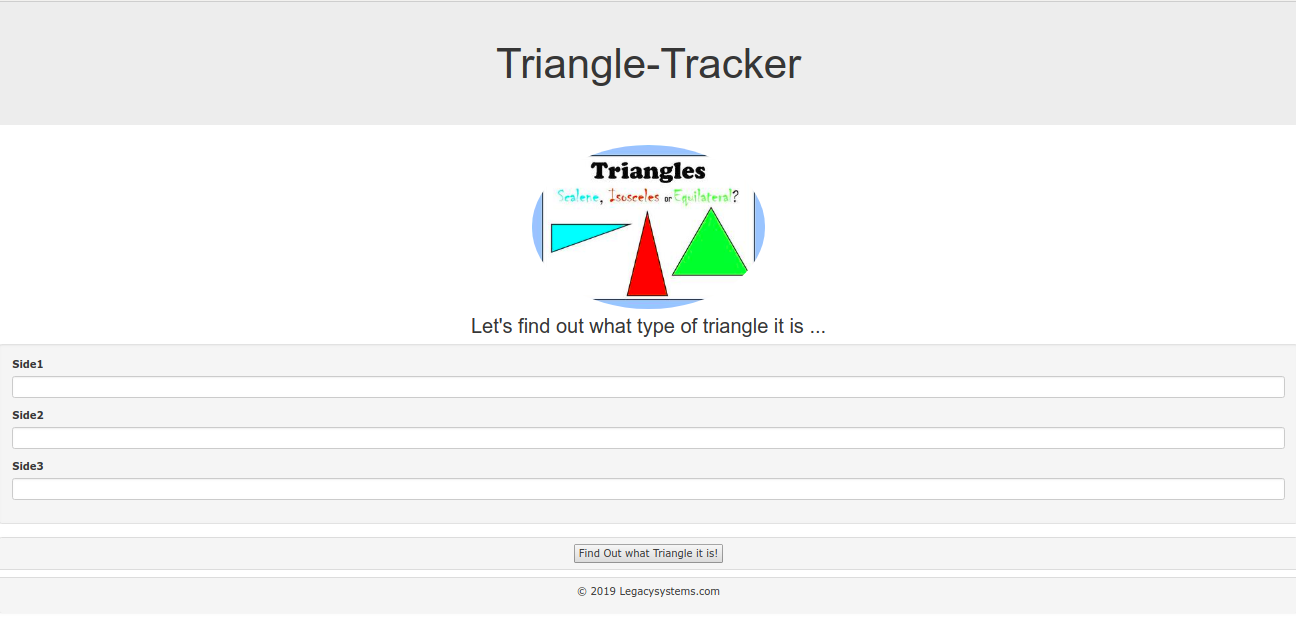 Triangle-Tracker
Triangles
Scalene, Isosceles or Equilateral?
Let's find out what type of triangle it is ...
Side1
Side2
Side3
Find Out what Triangle it is!
© 2019 Legacysystems.com